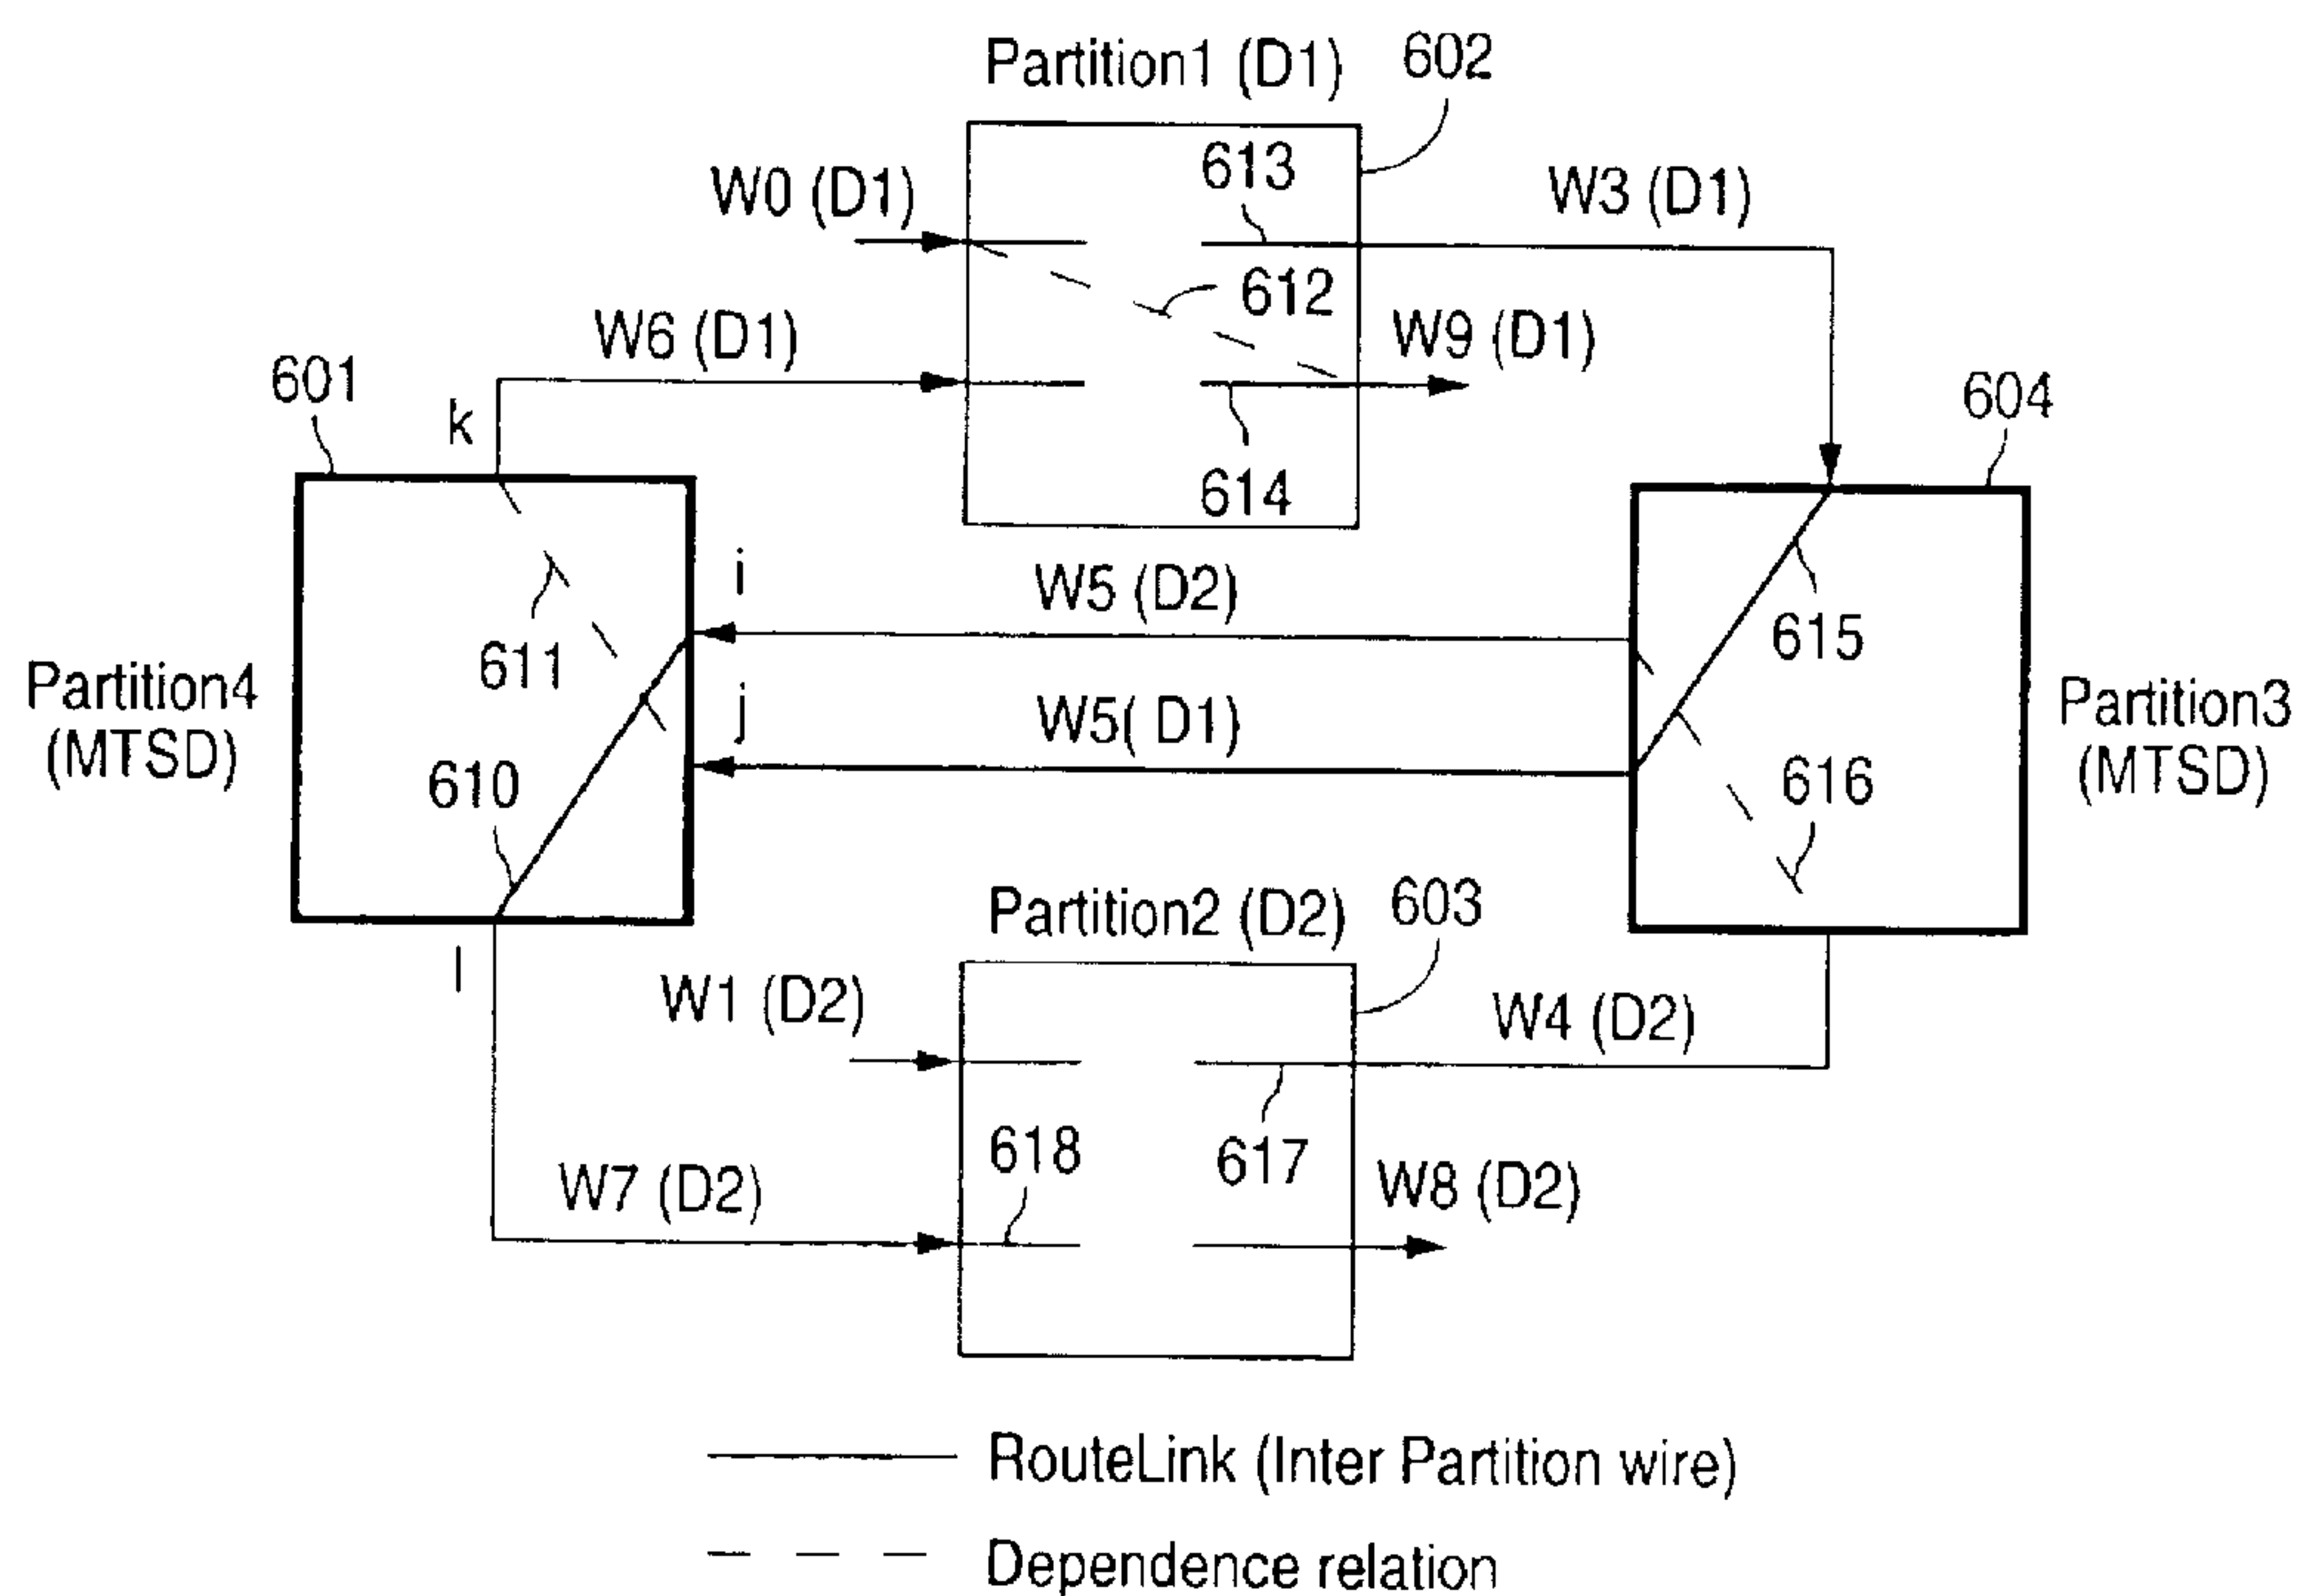 Partition1 (D1)
602
613
W0 (D1)
W3 (D1)
612
W6 (D1)
W9 (D1)
601
k
604
614
i
W5 (D2)
615
611
Partition4
(MTSD)
j
W5( D1)
Partition3
(MTSD)
610
616
Partition2 (D2)
603
l
W1 (D2)
W4 (D2)
618
617
W7 (D2)
W8 (D2)
RouteLink (Inter Partition wire)
Dependence relation